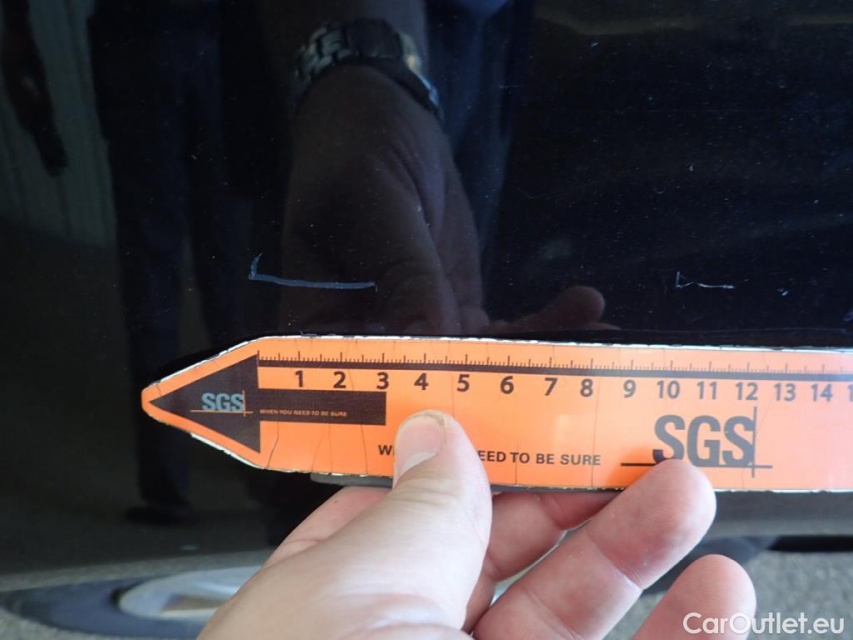 1 2 3 4 5 6 7 8 9 10 11 12 13 14
SGS
WHEN YOU NEED TO BE SURE
W EED TO BE SURE
SGS
CarOutlet.eu